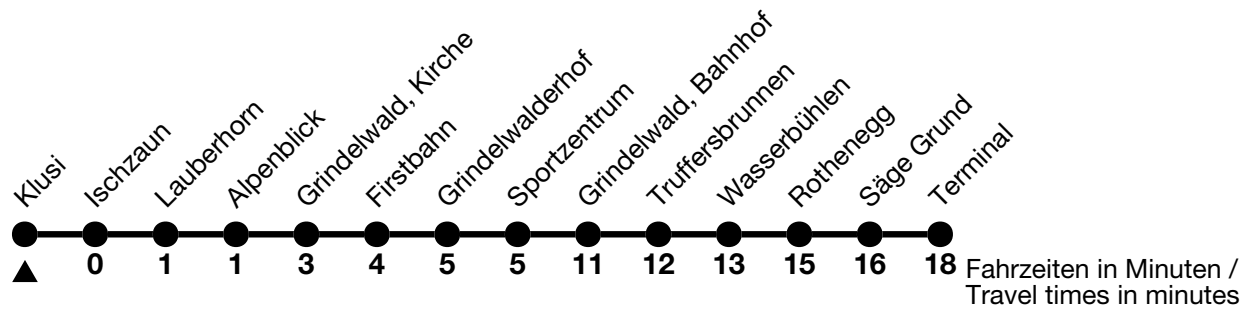 Klusi
Ischzaun
Lauberhorn
Alpenblick
Grindelwald, Kirche
Firstbahn
Grindelwalderhof
Sportzentrum
Grindelwald, Bahnhof
Truffersbrunnen
Wasserbühlen
Rothenegg
Säge Grund
Terminal
0 1 1 3 4 5 5 11 12 13 15 16 18
Fahrzeiten in Minuten /
Travel times in minutes